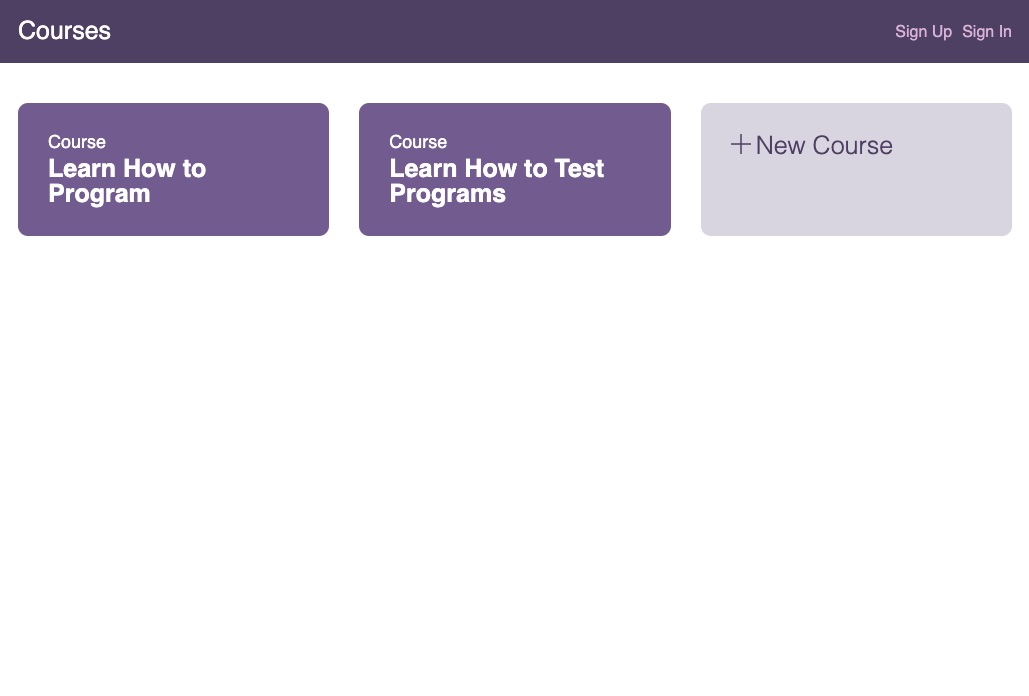 Courses
Sign Up Sign In
Course
Learn How to
Program
Course
Learn How to Test
Programs
New Course